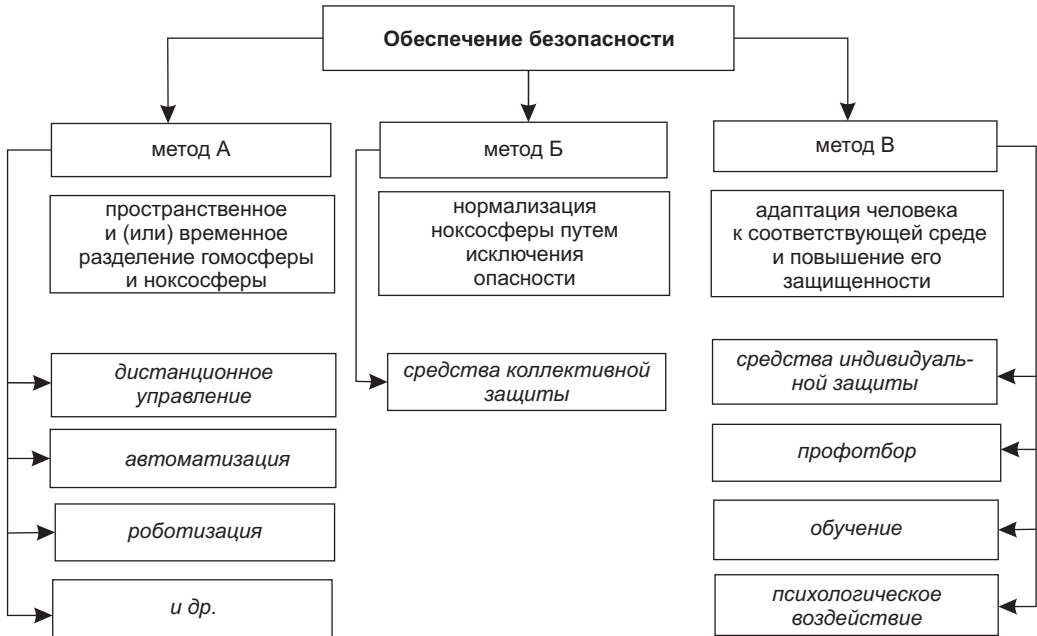 Обеспечение безопасности
метод А
метод Б
метод В
пространственное
и (или) временное
разделение гомосферы
и ноксосферы
нормализация
ноксосферы путем
исключения
опасности
адаптация человека
к соответствующей среде
и повышение его
защищенности
дистанционное
управление
автоматизация
роботизация
и др.
средства коллективной
защиты
средства индивидуаль-
ной защиты
профотбор
обучение
психологическое
воздействие